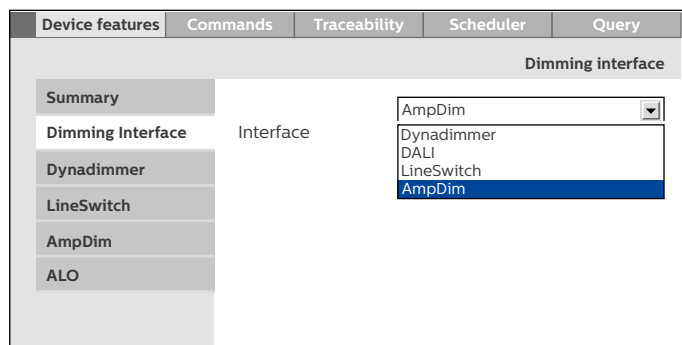 Device features Commands Traceability Scheduler Query
Dimming interface
Summary
Dimming Interface
Dynadimmer
LineSwitch
AmpDim
ALO
Interface
AmpDim
Dynadimmer
DALI
LineSwitch
AmpDim